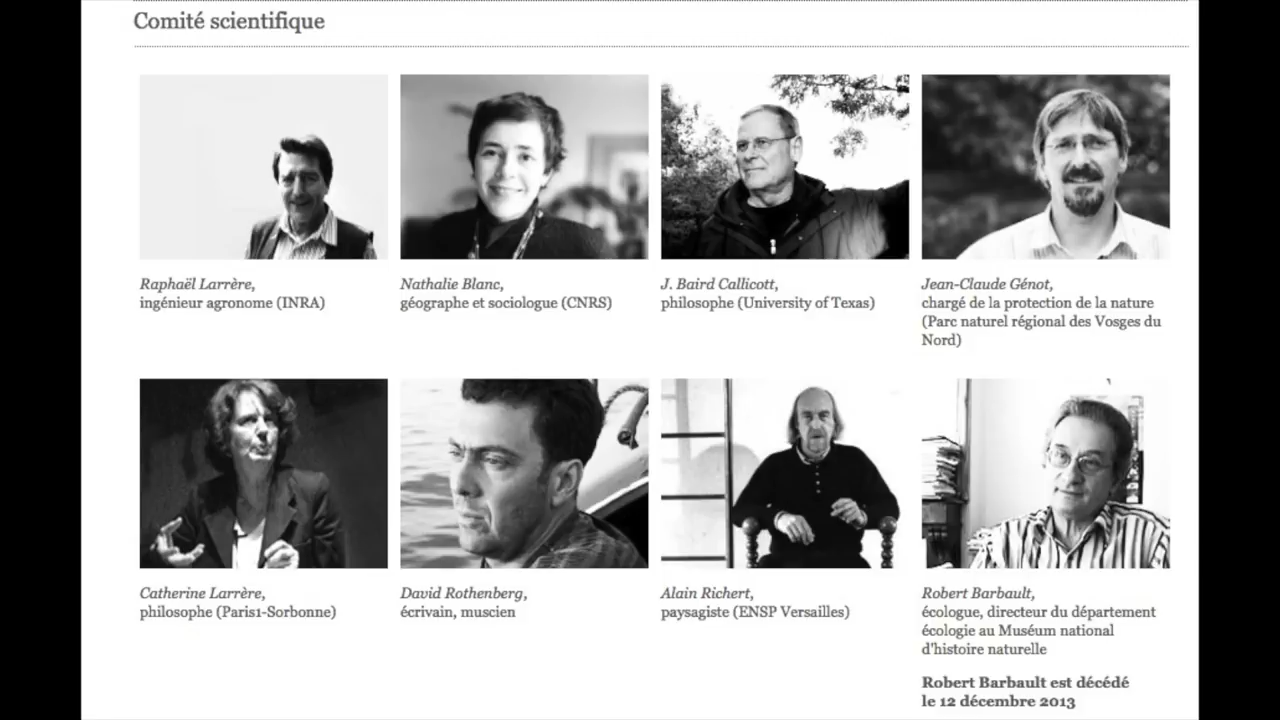 Comité scientifique
Raphaël Larrère,
ingénieur agronome (INRA)
Nathalie Blanc,
géographe et sociologue (CNRS)
J. Baird Callicott,
philosophe (University of Texas)
Jean-Claude Génot,
chargé de la protection de la nature
(Parc naturel régional des Vosges du
Nord)
Catherine Larrère,
philosophe (Paris1-Sorbonne)
David Rothenberg,
écrivain, muscien
Alain Richert,
paysagiste (ENSP Versailles)
Robert Barbault,
écologue, directeur du département
écologie au Muséum national
d'histoire naturelle
Robert Barbault est décédé
le 12 décembre 2013